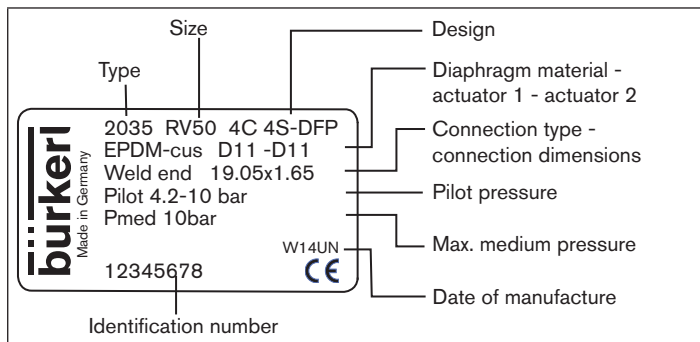 Size
Type
Design
Diaphragm material -
actuator 1 - actuator 2
Connection type -
connection dimensions
Pilot pressure
Max. medium pressure
Date of manufacture
bürkert
Made in Germany
2035 RV50 4C 4S-DFP
EPDM-cus D11 -D11
Weld end 19.05x1.65
Pilot 4.2-10 bar
Pmed 10bar
W14UN
12345678
CE
Identification number